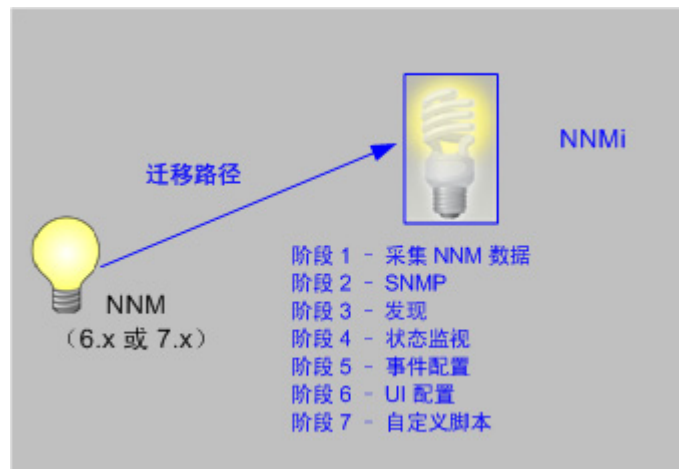 NNMi
迁移路径
NNM
（6.x 或 7.x）
阶段 1 - 采集 NNM 数据
阶段 2 - SNMP
阶段 3 - 发现
阶段 4 - 状态监视
阶段 5 - 事件配置
阶段 6 - UI 配置
阶段 7 - 自定义脚本